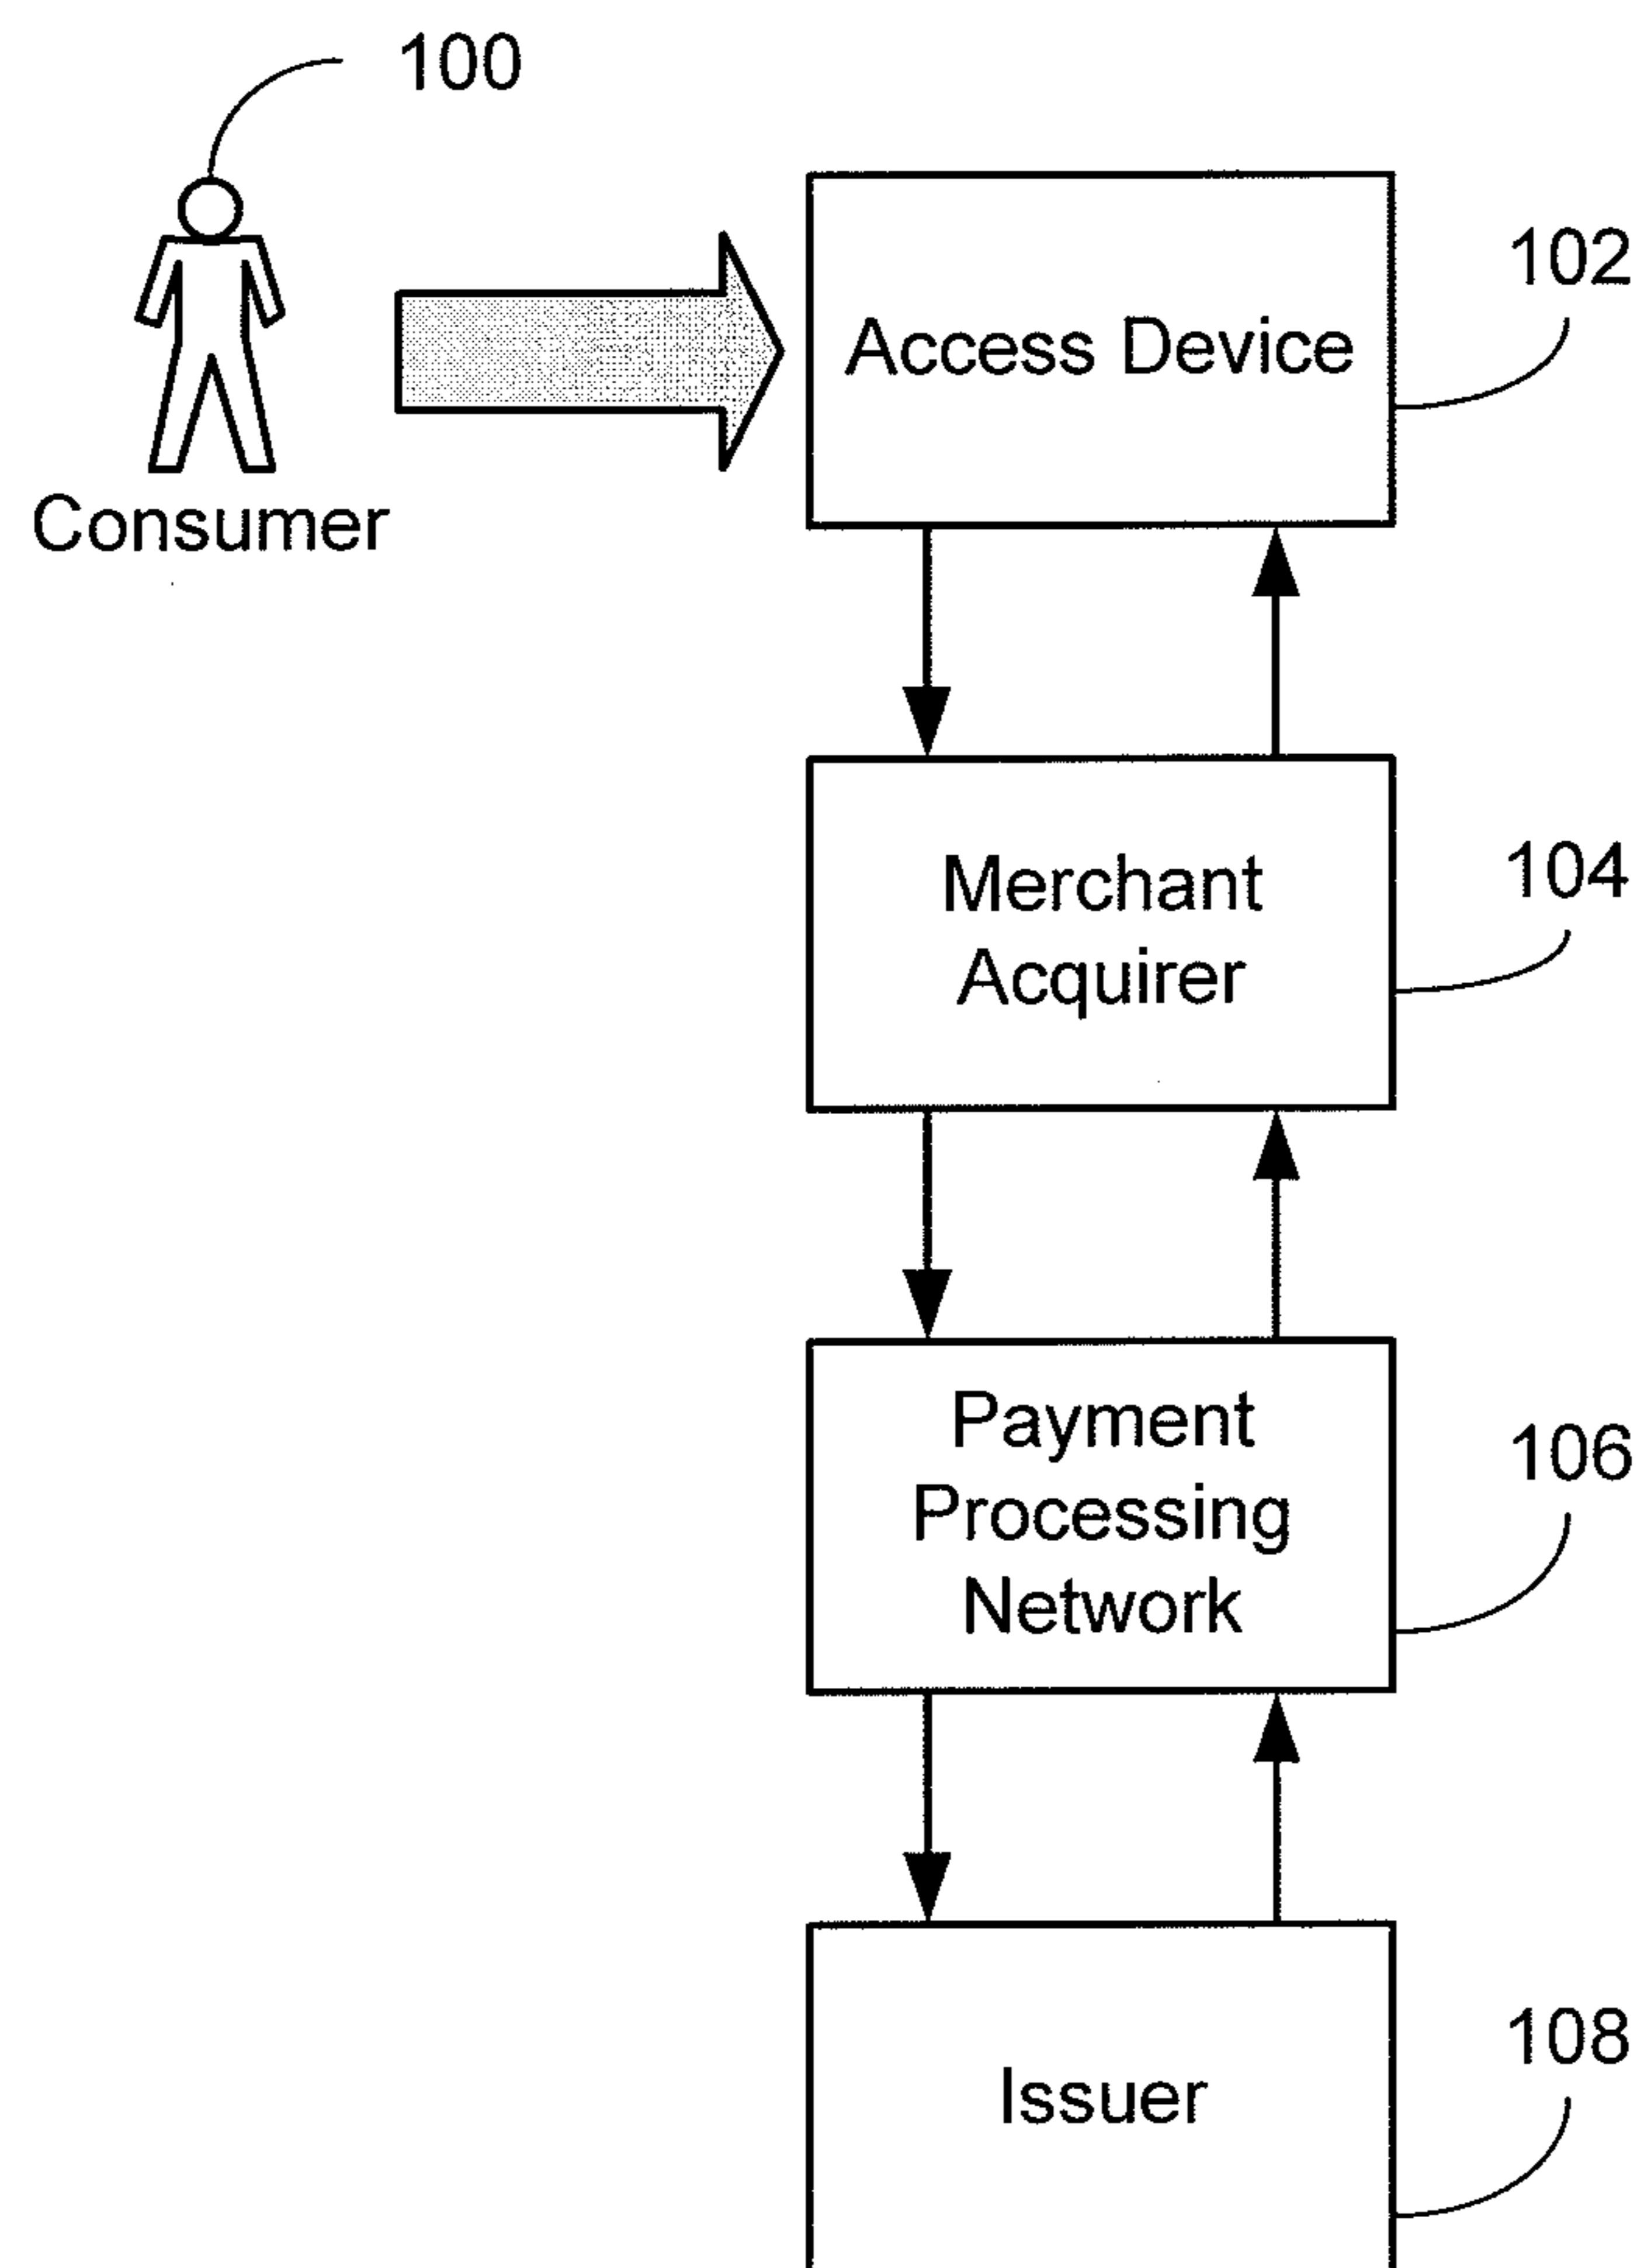 100
Consumer
Access Device
102
Merchant
Acquirer
104
Payment
Processing
Network
106
Issuer
108